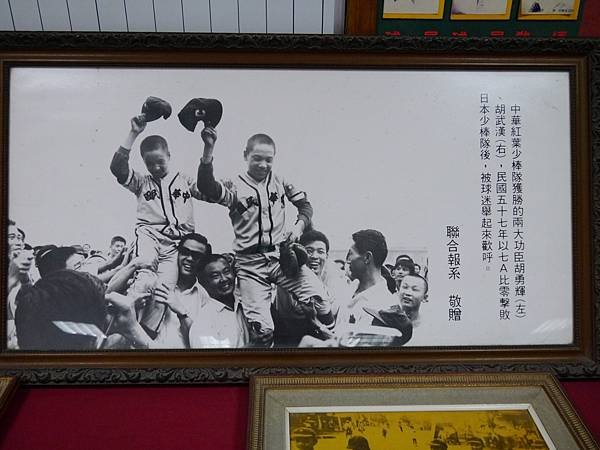 中華紅葉少棒隊獲勝的兩大功臣胡勇輝（左）
、胡武漢（右），民國五十七年以七A比零擊敗
日本少棒隊後，被球迷舉起來歡呼。
聯合報系　敬贈